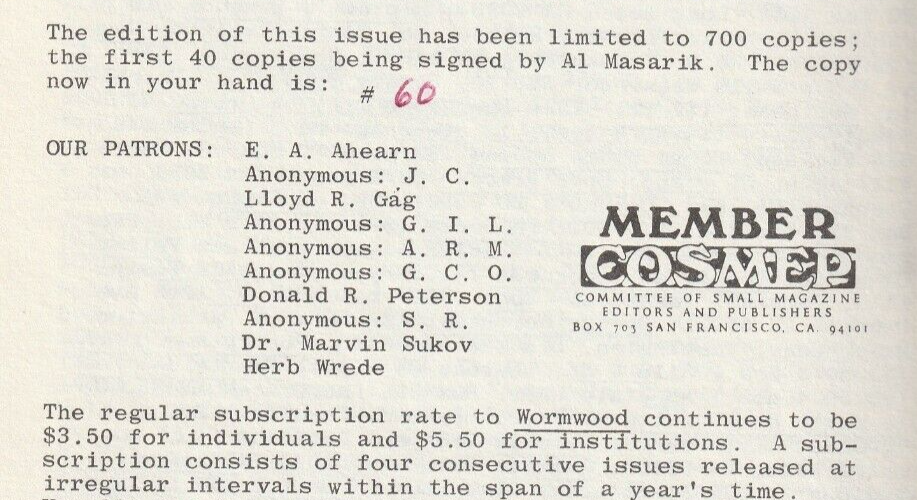 The edition of this issue has been limited to 700 copies;
the first 40 copies being signed by Al Masarik. The copy
now in your hand is: # 60
OUR PATRONS: E. A. Ahearn
Anonymous: J. C.
Lloyd R. Gág
Anonymous: G. I. L.
Anonymous: A. R. M.
Anonymous: G. C. O.
Donald R. Peterson
Anonymous: S. R.
Dr. Marvin Sukov
Herb Wrede
MEMBER
COSMEP
COMMITTEE OF SMALL MAGAZINE
EDITORS AND PUBLISHERS
BOX 703 SAN FRANCISCO, CA. 94101
The regular subscription rate to Wormwood continues to be
$3.50 for individuals and $5.50 for institutions. A sub-
scription consists of four consecutive issues released at
irregular intervals within the span of a year's time.